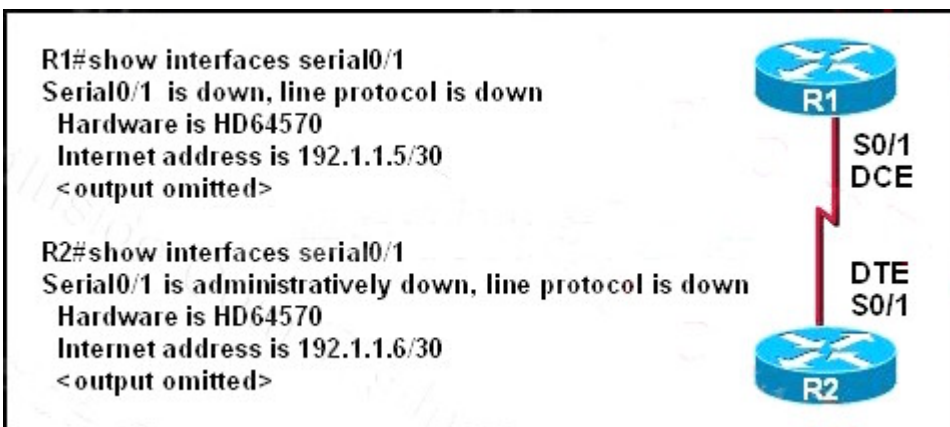 R1#show interfaces serial0/1
Serial0/1 is down, line protocol is down
Hardware is HD64570
Internet address is 192.1.1.5/30
<output omitted>
R2#show interfaces serial0/1
Serial0/1 is administratively down, line protocol is down
Hardware is HD64570
Internet address is 192.1.1.6/30
<output omitted>
R1
S0/1
DCE
DTE
S0/1
R2